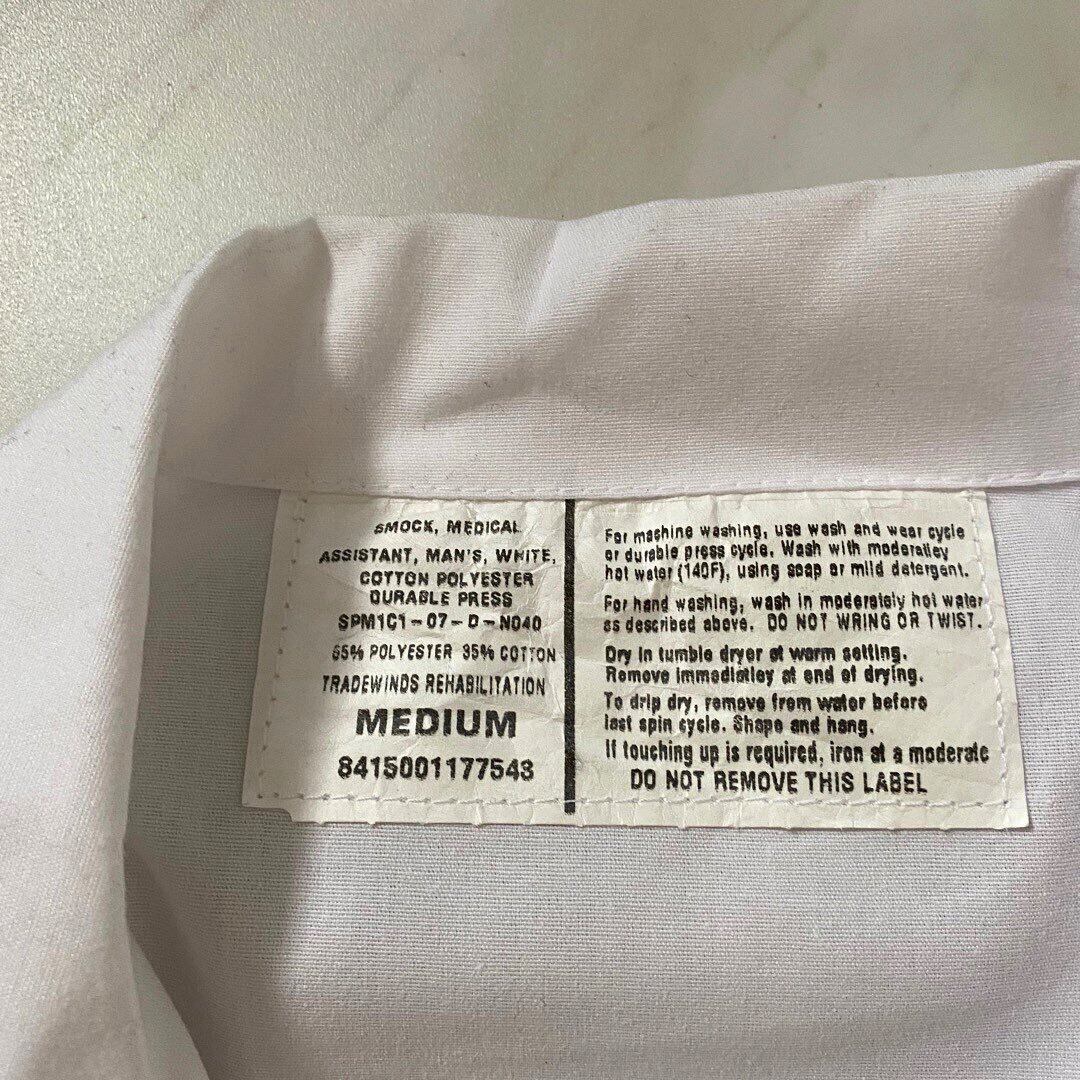 SMOCK, MEDICAL
ASSISTANT, MAN'S, WHITE,
COTTON POLYESTER
DURABLE PRESS
SPM1C1-07-D-N040
65% POLYESTER 35% COTTON
TRADEWINDS REHABILITATION
MEDIUM
8415001177543
For machine washing, use wash and wear cycle
or durable press cycle. Wash with moderatley
hot water (140F), using soap or mild detergent.
For hand washing, wash in moderately hot water
as described above. DO NOT WRING OR TWIST.
Dry in tumble dryer at warm setting.
Remove immediatley at end of drying.
To drip dry, remove from water before
last spin cycle. Shape and hang.
If touching up is required, iron at a moderate
DO NOT REMOVE THIS LABEL